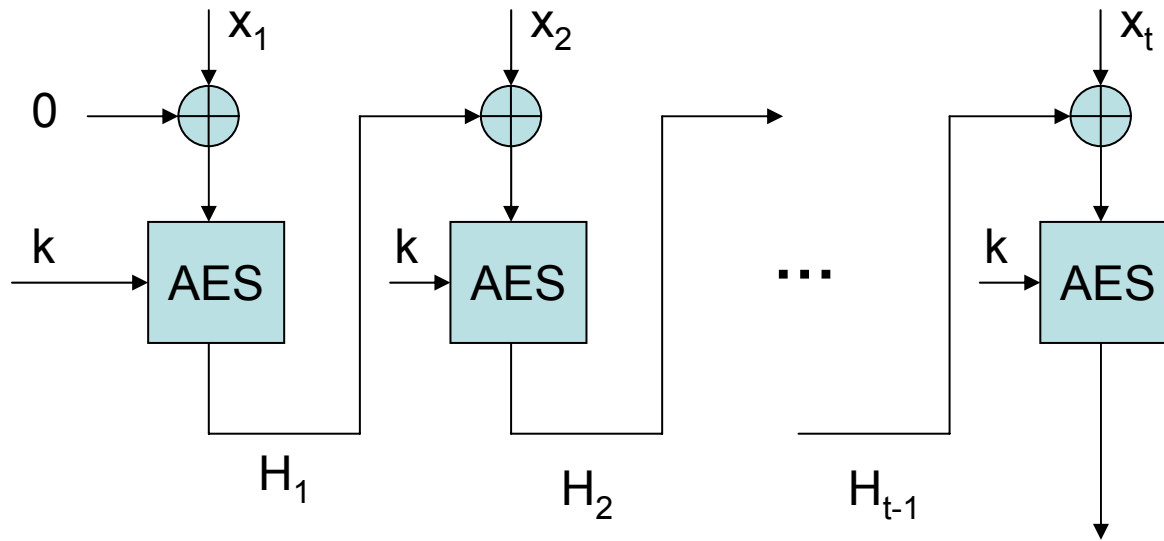 x₁
x₂
xₜ
0
k
AES
k
AES
...
k
AES
H₁
H₂
Hₜ₋₁